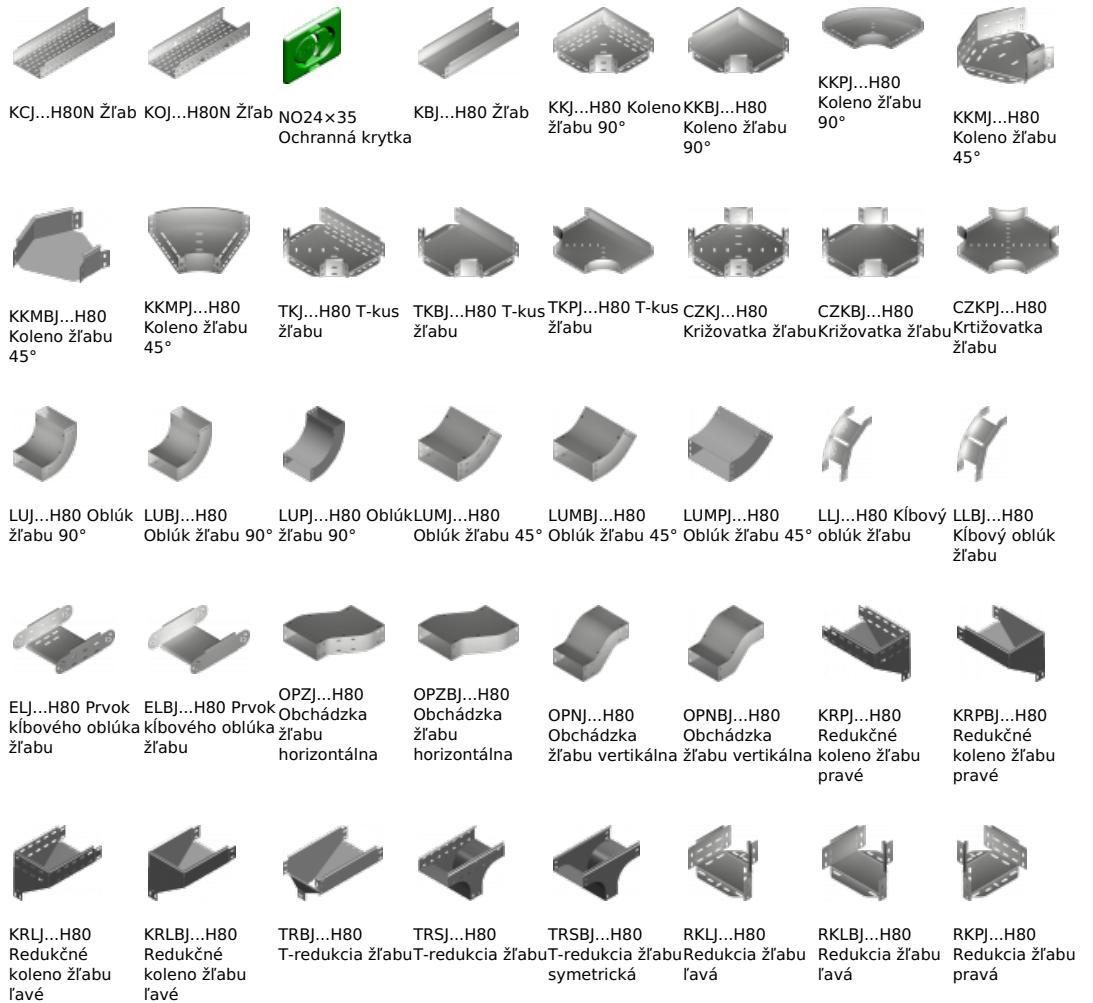 KCJ...H80N Žľab
KOJ...H80N Žľab
NO24×35
Ochranná krytka
KBJ...H80 Žľab
KKJ...H80 Koleno
žľabu 90°
KKBJ...H80
Koleno žľabu
90°
KKPJ...H80
Koleno žľabu
90°
KKMJ...H80
Koleno žľabu
45°
KKMBJ...H80
Koleno žľabu
45°
KKMPJ...H80
Koleno žľabu
45°
TKJ...H80 T-kus
žľabu
TKBJ...H80 T-kus
žľabu
TKPJ...H80 T-kus
žľabu
CZKJ...H80
Križovatka žľabu
CZKBJ...H80
Križovatka žľabu
CZKPJ...H80
Krtižovatka
žľabu
LUJ...H80 Oblúk
žľabu 90°
LUBJ...H80
Oblúk žľabu 90°
LUPJ...H80 Oblúk
žľabu 90°
LUMJ...H80
Oblúk žľabu 45°
LUMBJ...H80
Oblúk žľabu 45°
LUMPJ...H80
Oblúk žľabu 45°
LLJ...H80 Kĺbový
oblúk žľabu
LLBJ...H80
Kĺbový oblúk
žľabu
ELJ...H80 Prvok
kĺbového oblúka
žľabu
ELBJ...H80 Prvok
kĺbového oblúka
žľabu
OPZJ...H80
Obchádzka
žľabu
horizontálna
OPZBJ...H80
Obchádzka
žľabu
horizontálna
OPNJ...H80
Obchádzka
žľabu vertikálna
OPNBJ...H80
Obchádzka
žľabu vertikálna
KRPJ...H80
Redukčné
koleno žľabu
pravé
KRPBJ...H80
Redukčné
koleno žľabu
pravé
KRLJ...H80
Redukčné
koleno žľabu
ľavé
KRLBJ...H80
Redukčné
koleno žľabu
ľavé
TRBJ...H80
T-redukcia žľabu
TRSJ...H80
T-redukcia žľabu
TRSBJ...H80
T-redukcia žľabu
symetrická
RKLJ...H80
Redukcia žľabu
ľavá
RKLBJ...H80
Redukcia žľabu
ľavá
RKPJ...H80
Redukcia žľabu
pravá